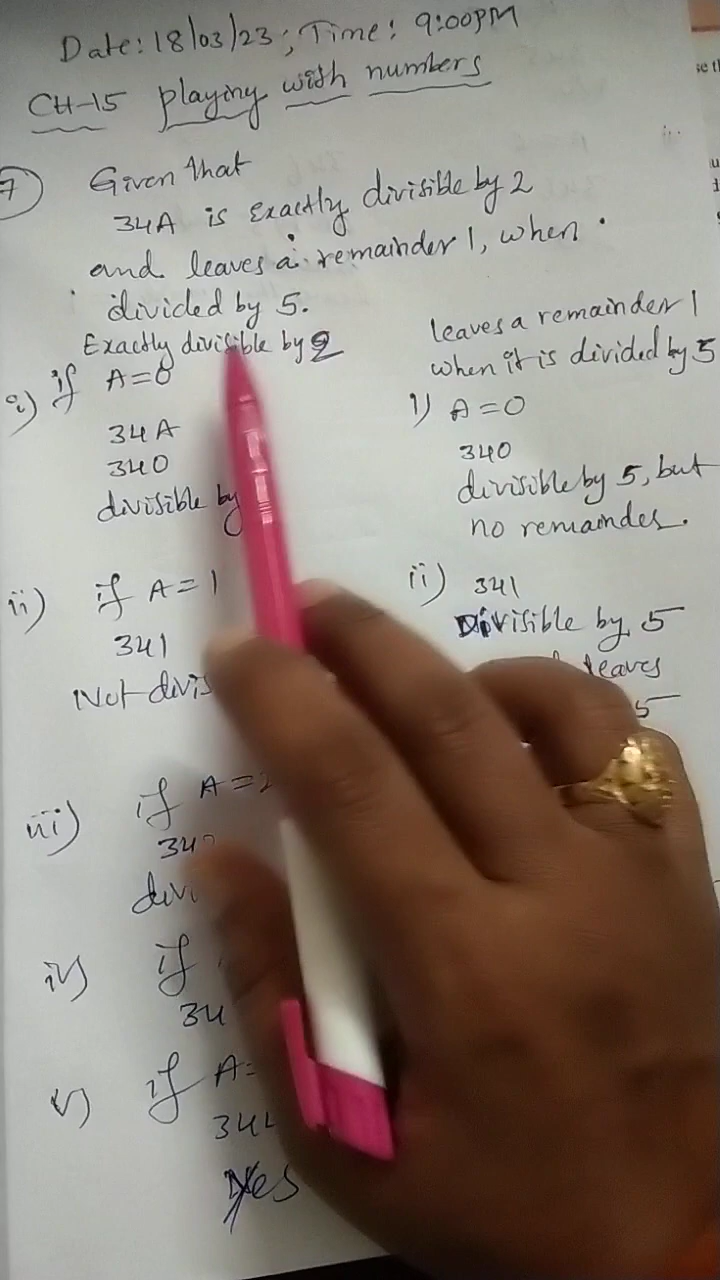 Date: 18/03/23; Time: 9:00PM
CH-15 playing with numbers
7 Given that
34A is Exactly divisible by 2
and leaves a remainder 1, when
divided by 5.
Exactly divisible by 2
i) if A=0
34A
340
divisible by
ii) if A=1
341
Not divis
iii) if A=2
34
divi
iv) if
34
v) if A=
344
Yes
leaves a remainder 1
when it is divided by 5
1) A=0
340
divisible by 5, but
no remainder.
ii) 341
Divisible by 5
leaves
5